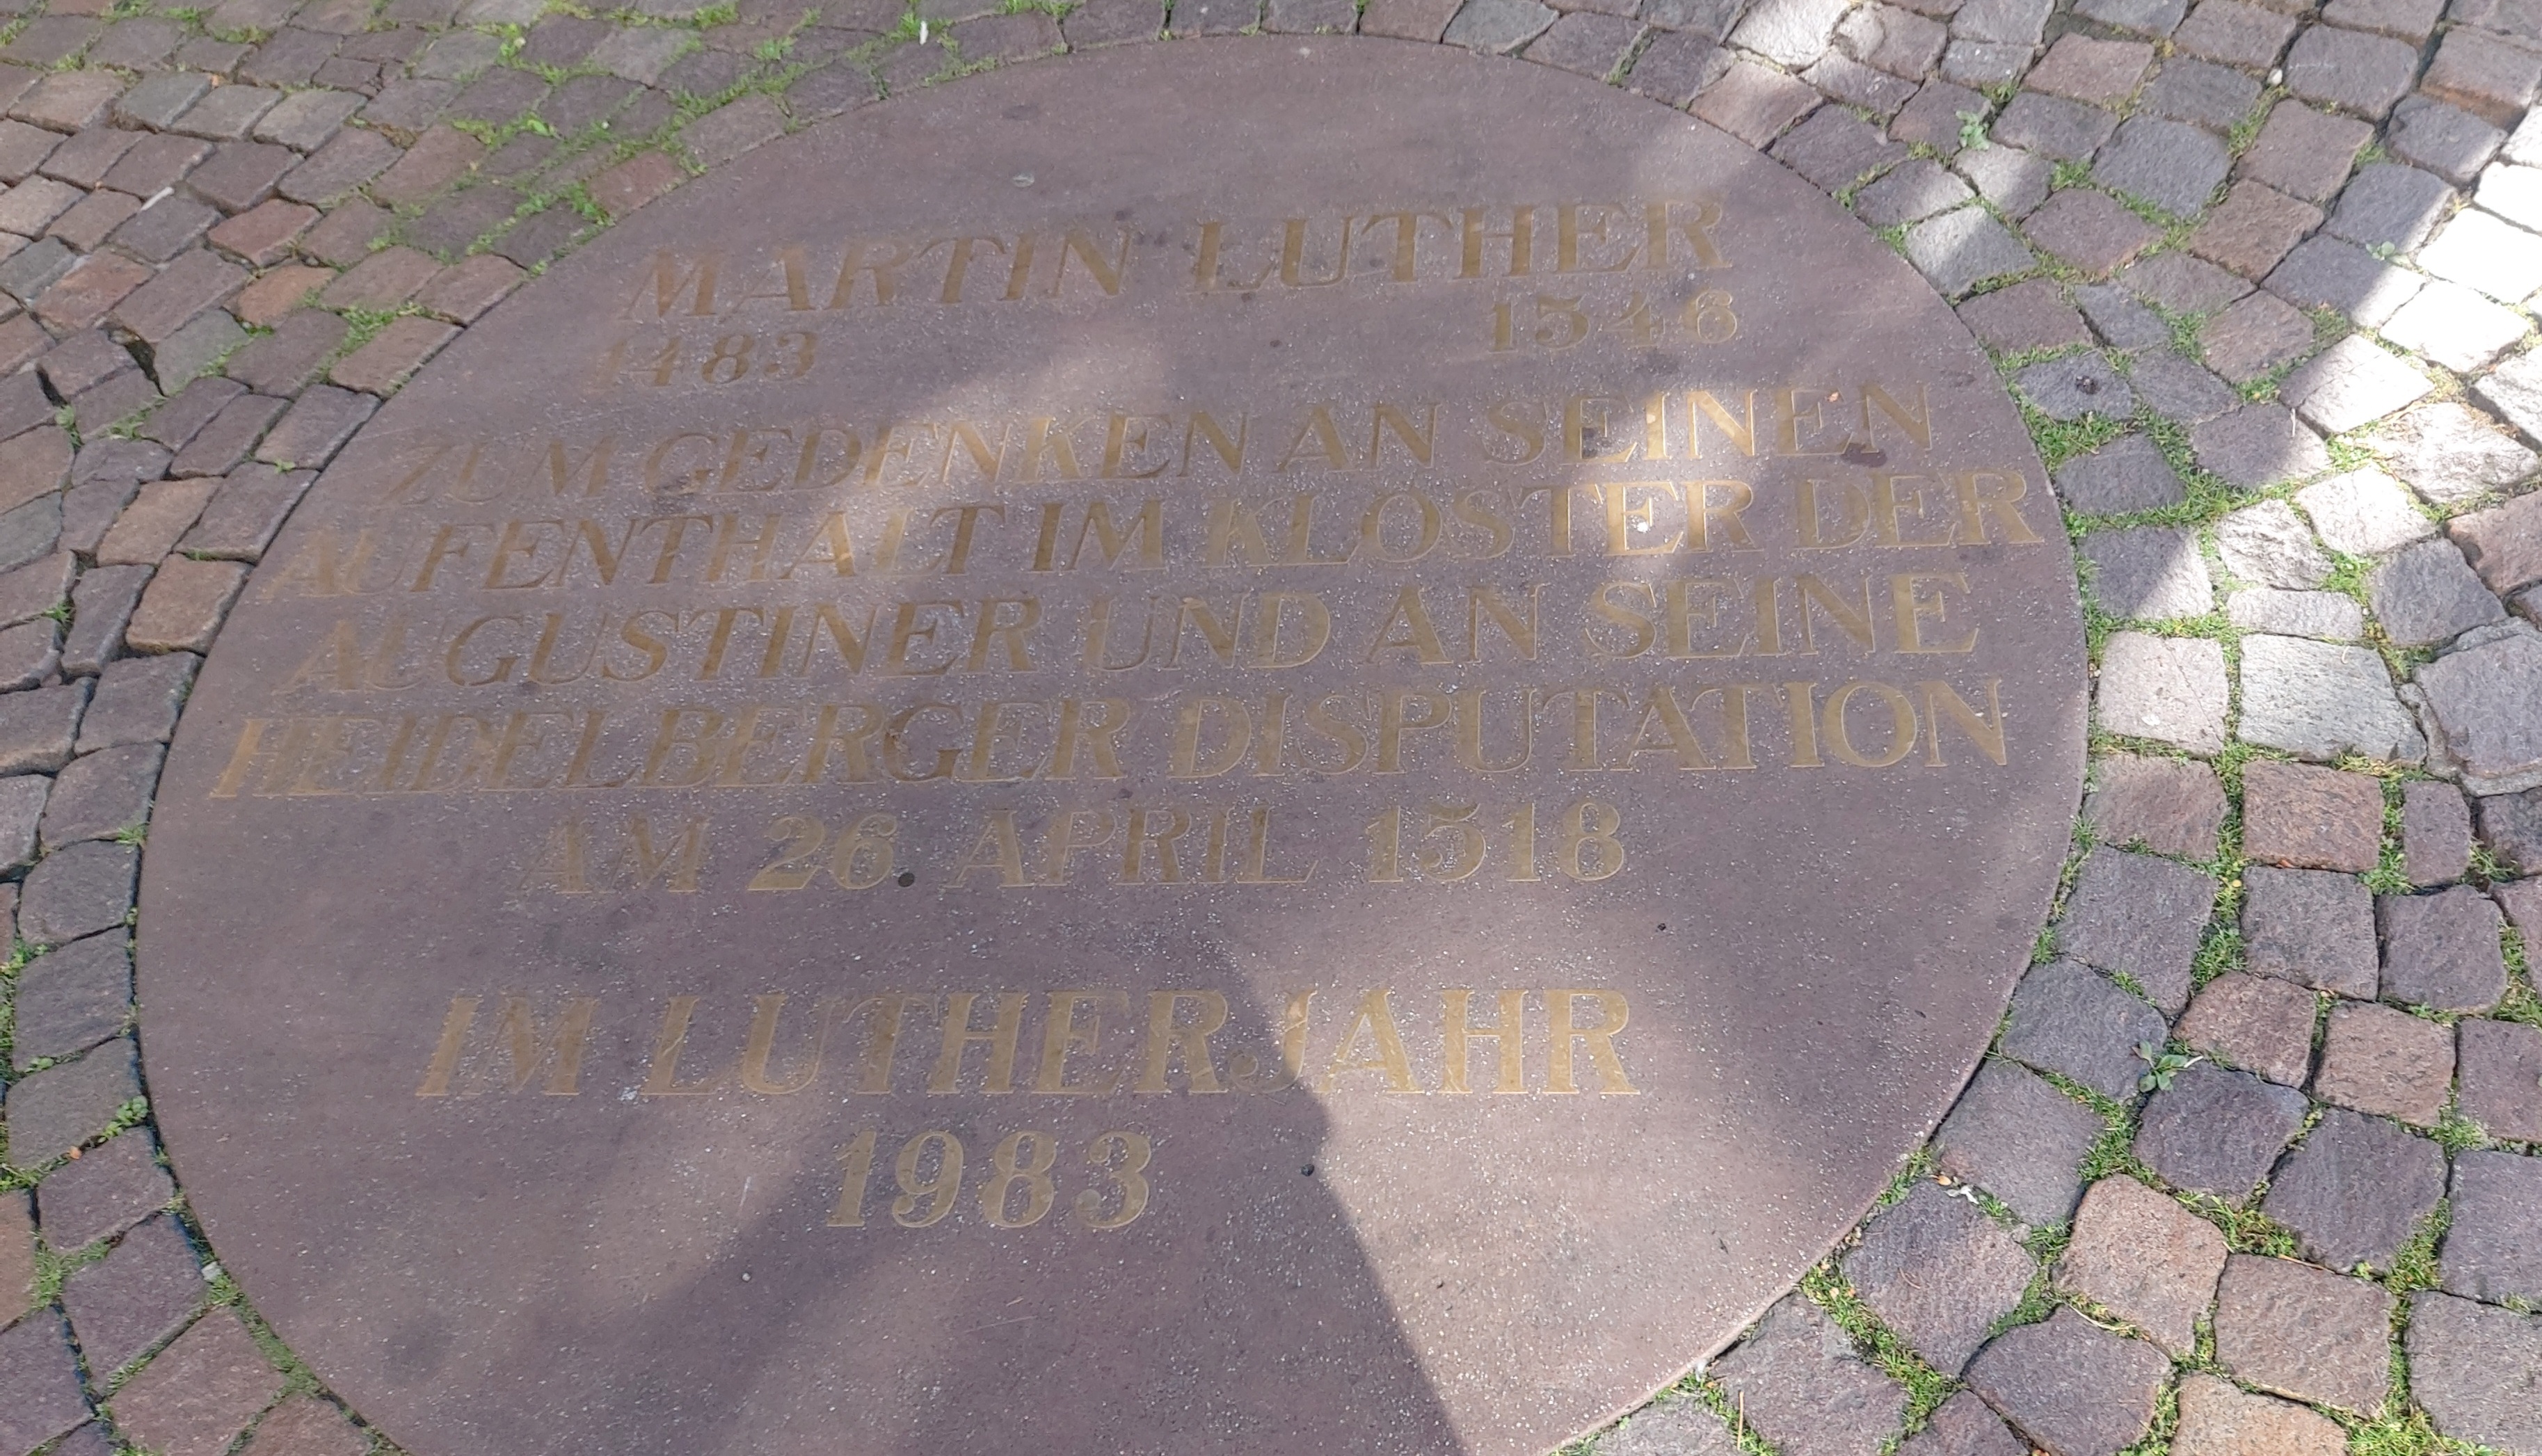 MARTIN LUTHER
1483 1546
ZUM GEDENKEN AN SEINEN
AUFENTHALT IM KLOSTER DER
AUGUSTINER UND AN SEINE
HEIDELBERGER DISPUTATION
AM 26 APRIL 1518
IM LUTHERJAHR
1983